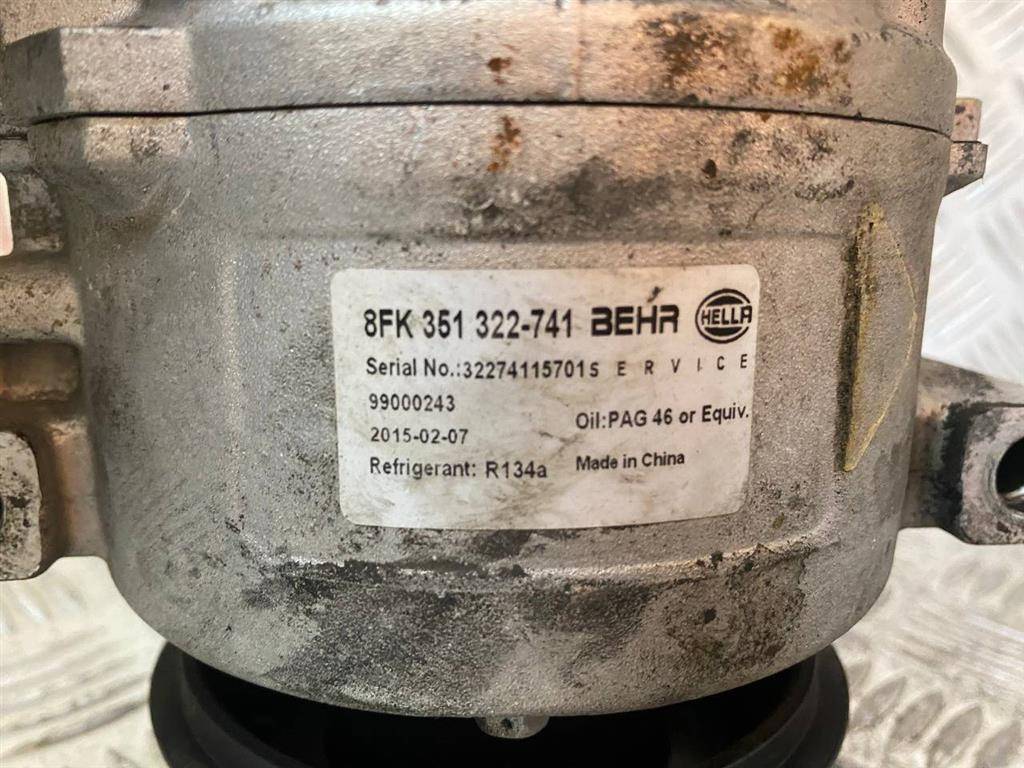 8FK 351 322-741 BEHR HELLA
Serial No.:32274115701 SERVICE
99000243
Oil:PAG 46 or Equiv.
2015-02-07
Refrigerant: R134a Made in China